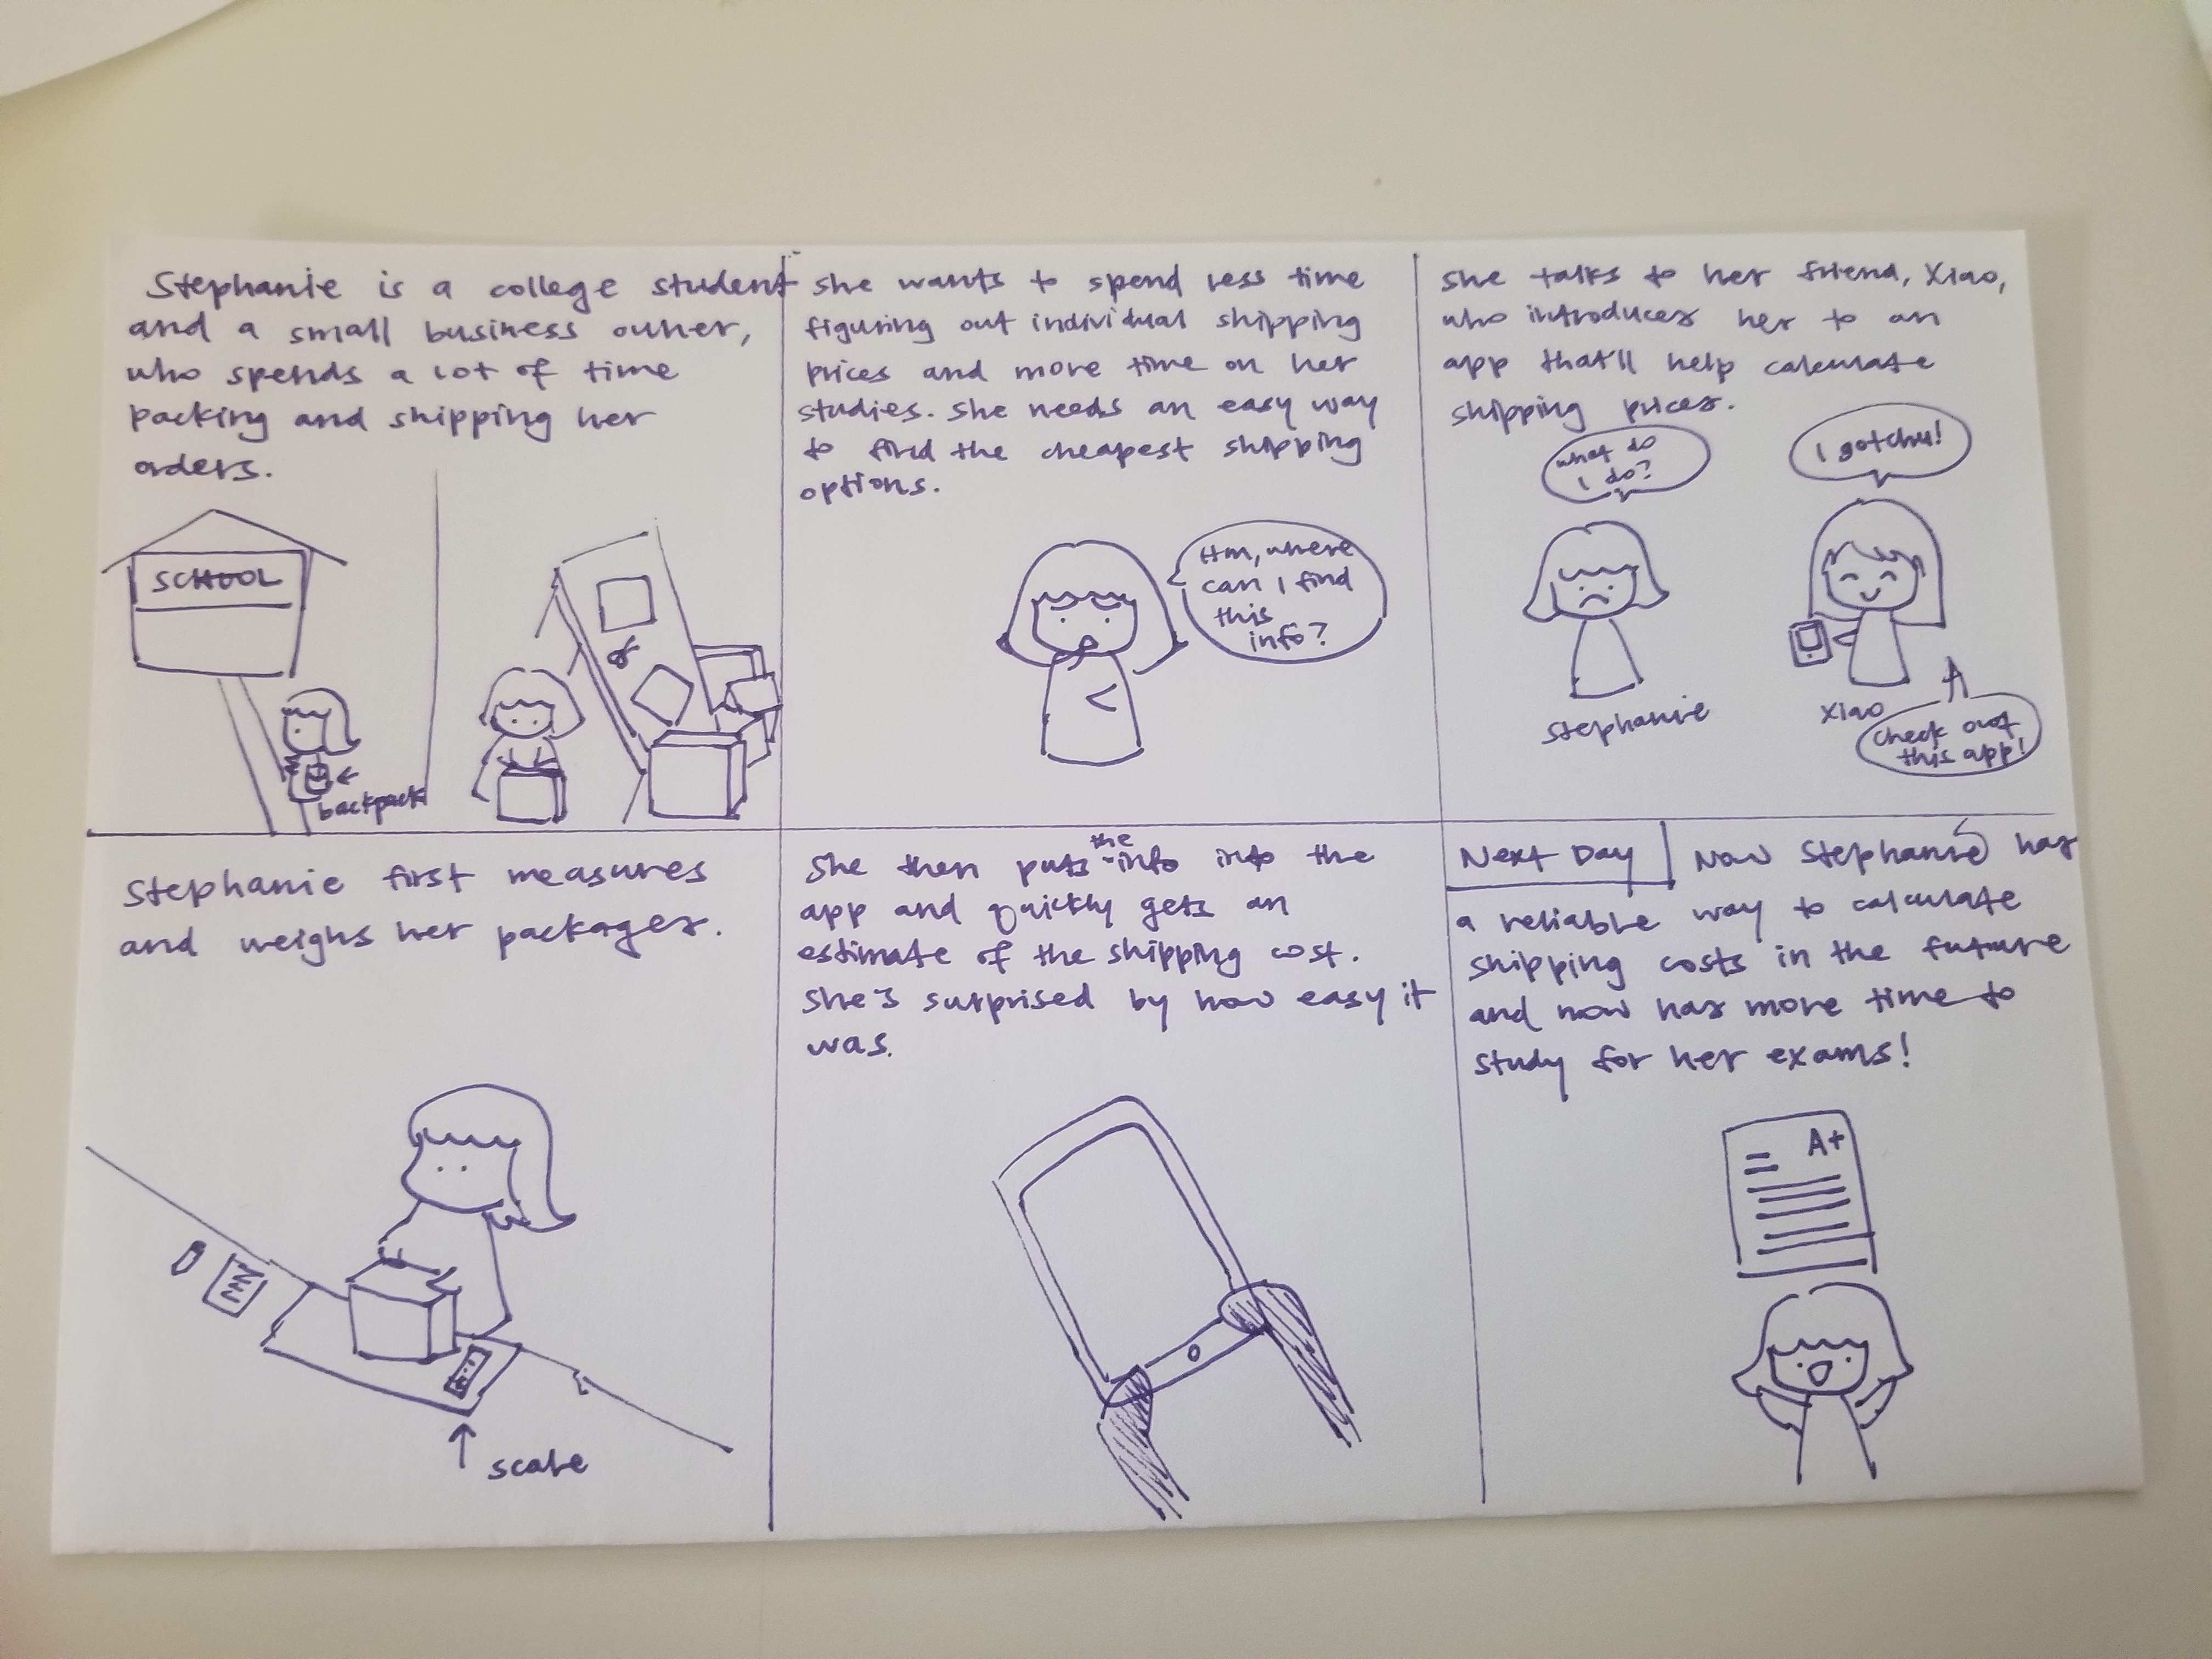 Stephanie is a college student
and a small business owner,
who spends a lot of time
packing and shipping her
orders.
SCHOOL
backpack
She wants to spend less time
figuring out individual shipping
prices and more time on her
studies. She needs an easy way
to find the cheapest shipping
options.
Hm, where
can I find
this
info?
She talks to her friend, Xiao,
who introduces her to an
app that'll help calculate
shipping prices.
what do
I do?
I gotchu!
Stephanie
Xiao
check out
this app!
Stephanie first measures
and weighs her packages.
scale
She then puts the info into the
app and quickly gets an
estimate of the shipping cost.
She's surprised by how easy it
was.
Next Day
Now Stephanie has
a reliable way to calculate
shipping costs in the future
and now has more time to
study for her exams!
A+